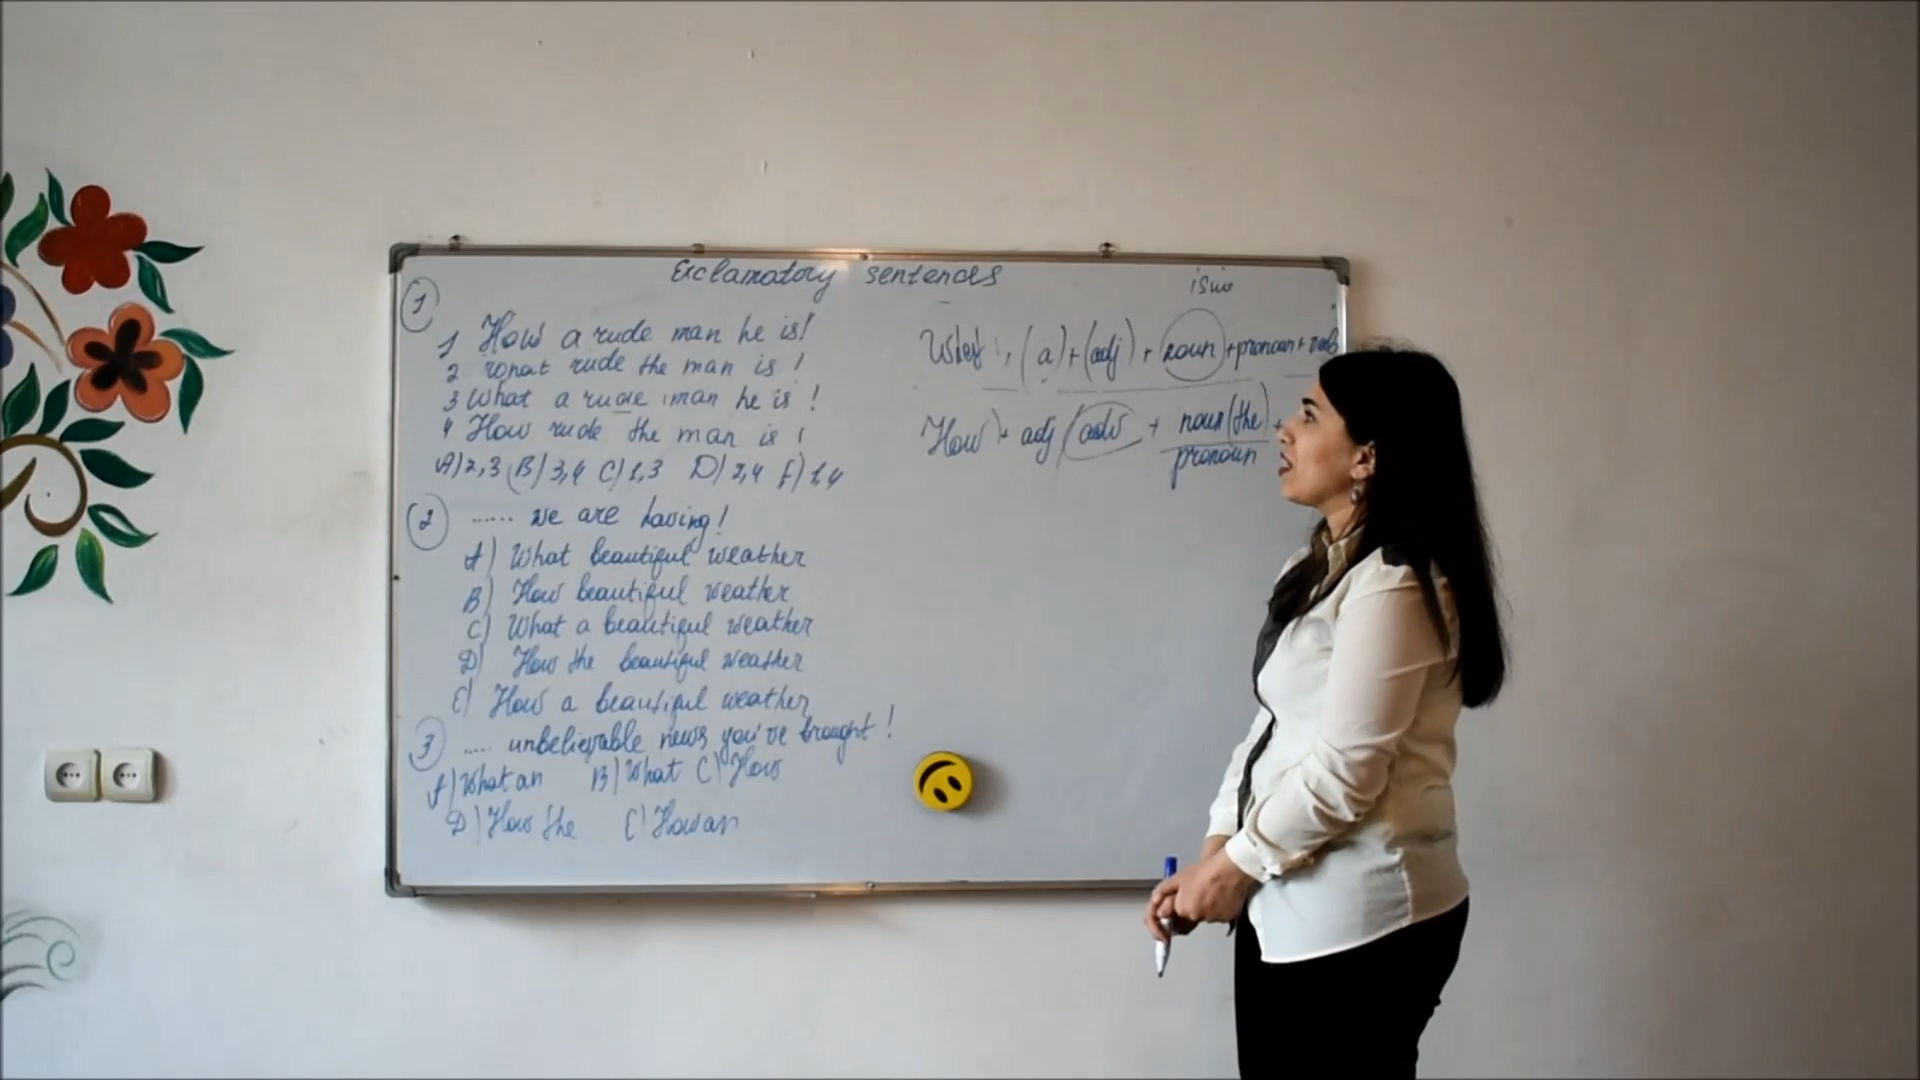 Exclamatory sentences
isim
1
1 How a rude man he is!
2 What rude the man is!
3 What a rude man he is!
4 How rude the man is!
A) 2,3 B) 3,4 C) 1,3 D) 2,4 E) 1,4
2 ...... we are having!
A) What beautiful weather
B) How beautiful weather
C) What a beautiful weather
D) How the beautiful weather
E) How a beautiful weather
3 ..... unbelievable news you've brought!
A) What an B) What C) How
D) How the E) How an
What + (a) + (adj) + noun + pronoun + verb
How + adj/adv + noun (the) +
pronoun